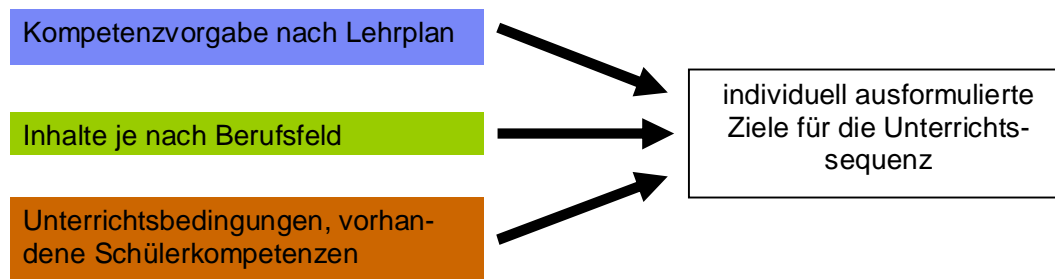 Kompetenzvorgabe nach Lehrplan
Inhalte je nach Berufsfeld
Unterrichtsbedingungen, vorhan-
dene Schülerkompetenzen
individuell ausformulierte
Ziele für die Unterrichts-
sequenz